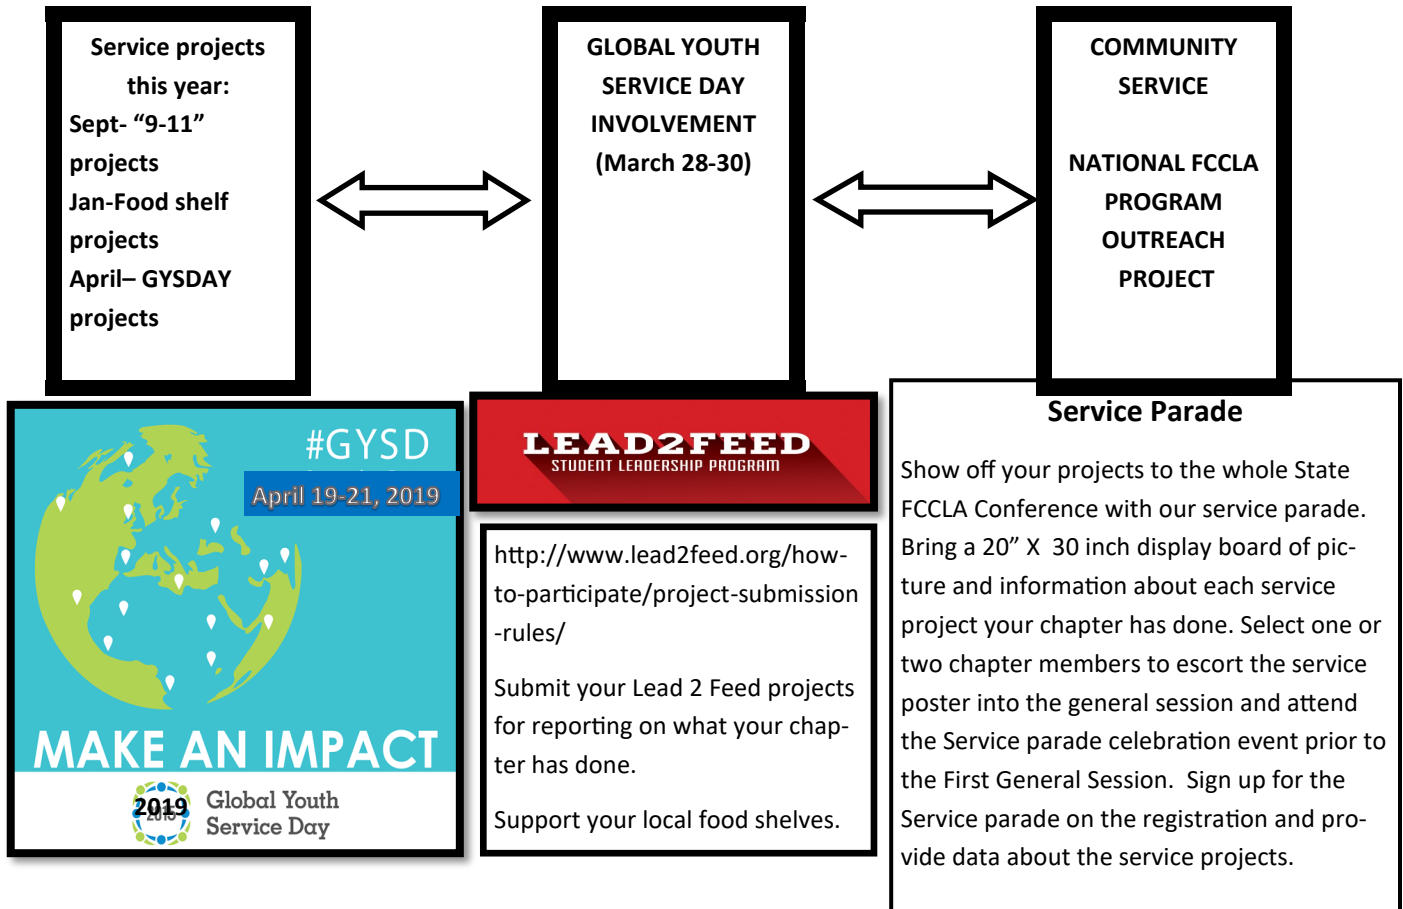 Service projects
this year:
Sept- “9-11”
projects
Jan-Food shelf
projects
April– GYSDAY
projects
GLOBAL YOUTH
SERVICE DAY
INVOLVEMENT
(March 28-30)
COMMUNITY
SERVICE
NATIONAL FCCLA
PROGRAM
OUTREACH
PROJECT
#GYSD
April 19-21, 2019
MAKE AN IMPACT
2019
Global Youth
Service Day
LEAD2FEED
STUDENT LEADERSHIP PROGRAM
http://www.lead2feed.org/how-
to-participate/project-submission
-rules/
Submit your Lead 2 Feed projects
for reporting on what your chap-
ter has done.
Support your local food shelves.
Service Parade
Show off your projects to the whole State
FCCLA Conference with our service parade.
Bring a 20” X  30 inch display board of pic-
ture and information about each service
project your chapter has done. Select one or
two chapter members to escort the service
poster into the general session and attend
the Service parade celebration event prior to
the First General Session.  Sign up for the
Service parade on the registration and pro-
vide data about the service projects.